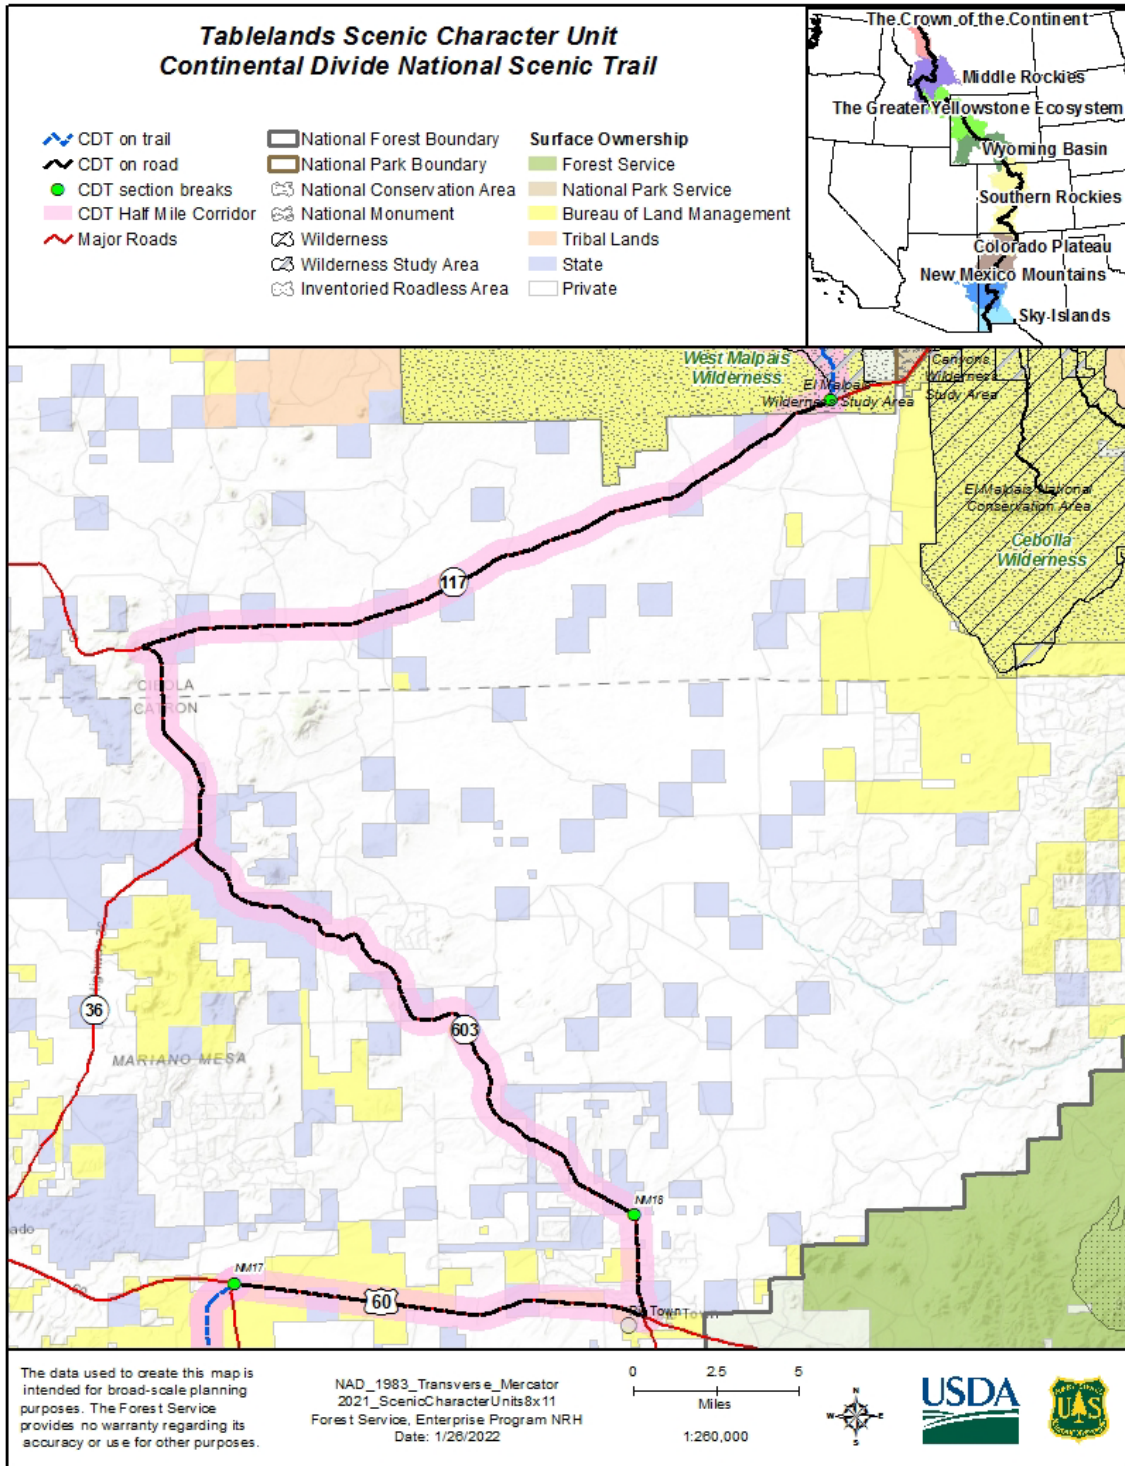 Tablelands Scenic Character Unit
Continental Divide National Scenic Trail
CDT on trail
CDT on road
CDT section breaks
CDT Half Mile Corridor
Major Roads
National Forest Boundary
National Park Boundary
National Conservation Area
National Monument
Wilderness
Wilderness Study Area
Inventoried Roadless Area
Surface Ownership
Forest Service
National Park Service
Bureau of Land Management
Tribal Lands
State
Private
The Crown of the Continent
Middle Rockies
The Greater Yellowstone Ecosystem
Wyoming Basin
Southern Rockies
Colorado Plateau
New Mexico Mountains
Sky Islands
West Malpais
Wilderness
El Malpais
Wilderness Study Area
Canyons
Wilderness
Study Area
El Malpais National
Conservation Area
Cebolla
Wilderness
117
CIBOLA
CATRON
36
603
MARIANO MESA
NM18
NM17
60
Town
The data used to create this map is
intended for broad-scale planning
purposes. The Forest Service
provides no warranty regarding its
accuracy or use for other purposes.
NAD_1983_Transverse_Mercator
2021_ScenicCharacterUnits8x11
Forest Service, Enterprise Program NRH
Date: 1/26/2022
0 2.5 5
Miles
1:260,000
N
W E
S
USDA
UAS